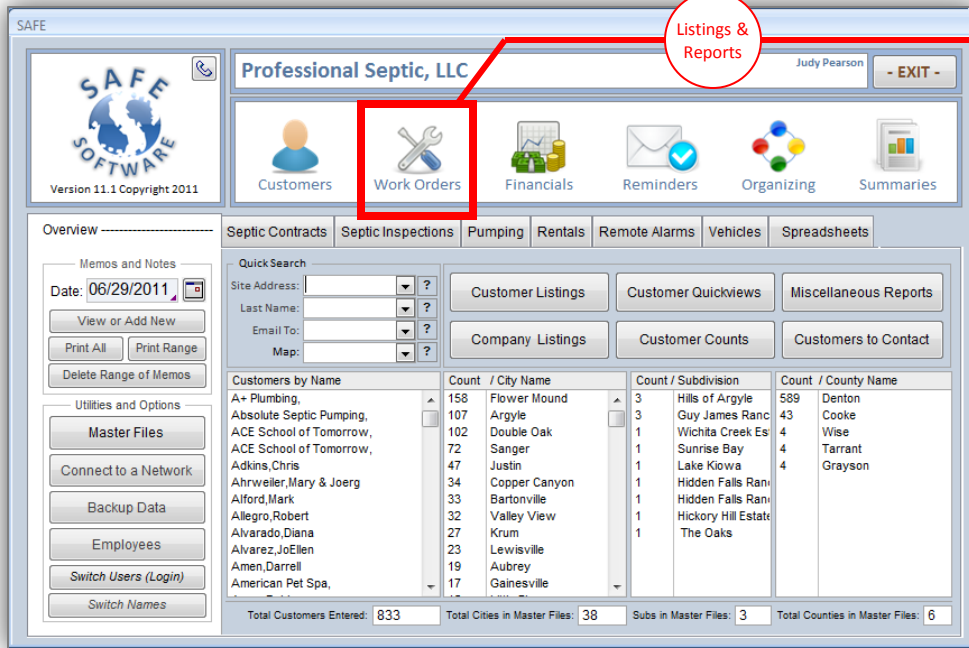 SAFE
Listings &
Reports
SAFE
SOFTWARE
Version 11.1 Copyright 2011
Professional Septic, LLC
Judy Pearson
- EXIT -
Customers
Work Orders
Financials
Reminders
Organizing
Summaries
Overview -------------------------
Septic Contracts
Septic Inspections
Pumping
Rentals
Remote Alarms
Vehicles
Spreadsheets
Memos and Notes
Date: 06/29/2011
View or Add New
Print All
Print Range
Delete Range of Memos
Utilities and Options
Master Files
Connect to a Network
Backup Data
Employees
Switch Users (Login)
Switch Names
Quick Search
Site Address: ?
Last Name: ?
Email To: ?
Map: ?
Customer Listings
Customer Quickviews
Miscellaneous Reports
Company Listings
Customer Counts
Customers to Contact
Customers by Name
A+ Plumbing,
Absolute Septic Pumping,
ACE School of Tomorrow,
ACE School of Tomorrow,
Adkins,Chris
Ahrweiler,Mary & Joerg
Alford,Mark
Allegro,Robert
Alvarado,Diana
Alvarez,JoEllen
Amen,Darrell
American Pet Spa,
Count / City Name
158 Flower Mound
107 Argyle
102 Double Oak
72 Sanger
47 Justin
34 Copper Canyon
33 Bartonville
32 Valley View
27 Krum
23 Lewisville
19 Aubrey
17 Gainesville
Count / Subdivision
3 Hills of Argyle
3 Guy James Ranc
1 Wichita Creek Es
1 Sunrise Bay
1 Lake Kiowa
1 Hidden Falls Ran
1 Hidden Falls Ran
1 Hickory Hill Estate
1 The Oaks
Count / County Name
589 Denton
43 Cooke
4 Wise
4 Tarrant
4 Grayson
Total Customers Entered: 833
Total Cities in Master Files: 38
Subs in Master Files: 3
Total Counties in Master Files: 6